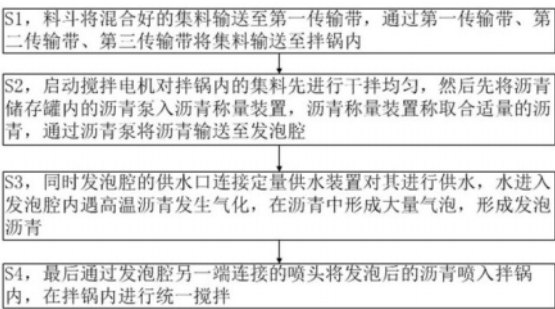 S1，料斗将混合好的集料输送至第一传输带，通过第一传输带、第
二传输带、第三传输带将集料输送至拌锅内
S2，启动搅拌电机对拌锅内的集料先进行干拌均匀，然后先将沥青
储存罐内的沥青泵入沥青称量装置，沥青称量装置称取合适量的沥
青，通过沥青泵将沥青输送至发泡腔
S3，同时发泡腔的供水口连接定量供水装置对其进行供水，水进入
发泡腔内遇高温沥青发生气化，在沥青中形成大量气泡，形成发泡
沥青
S4，最后通过发泡腔另一端连接的喷头将发泡后的沥青喷入拌锅
内，在拌锅内进行统一搅拌